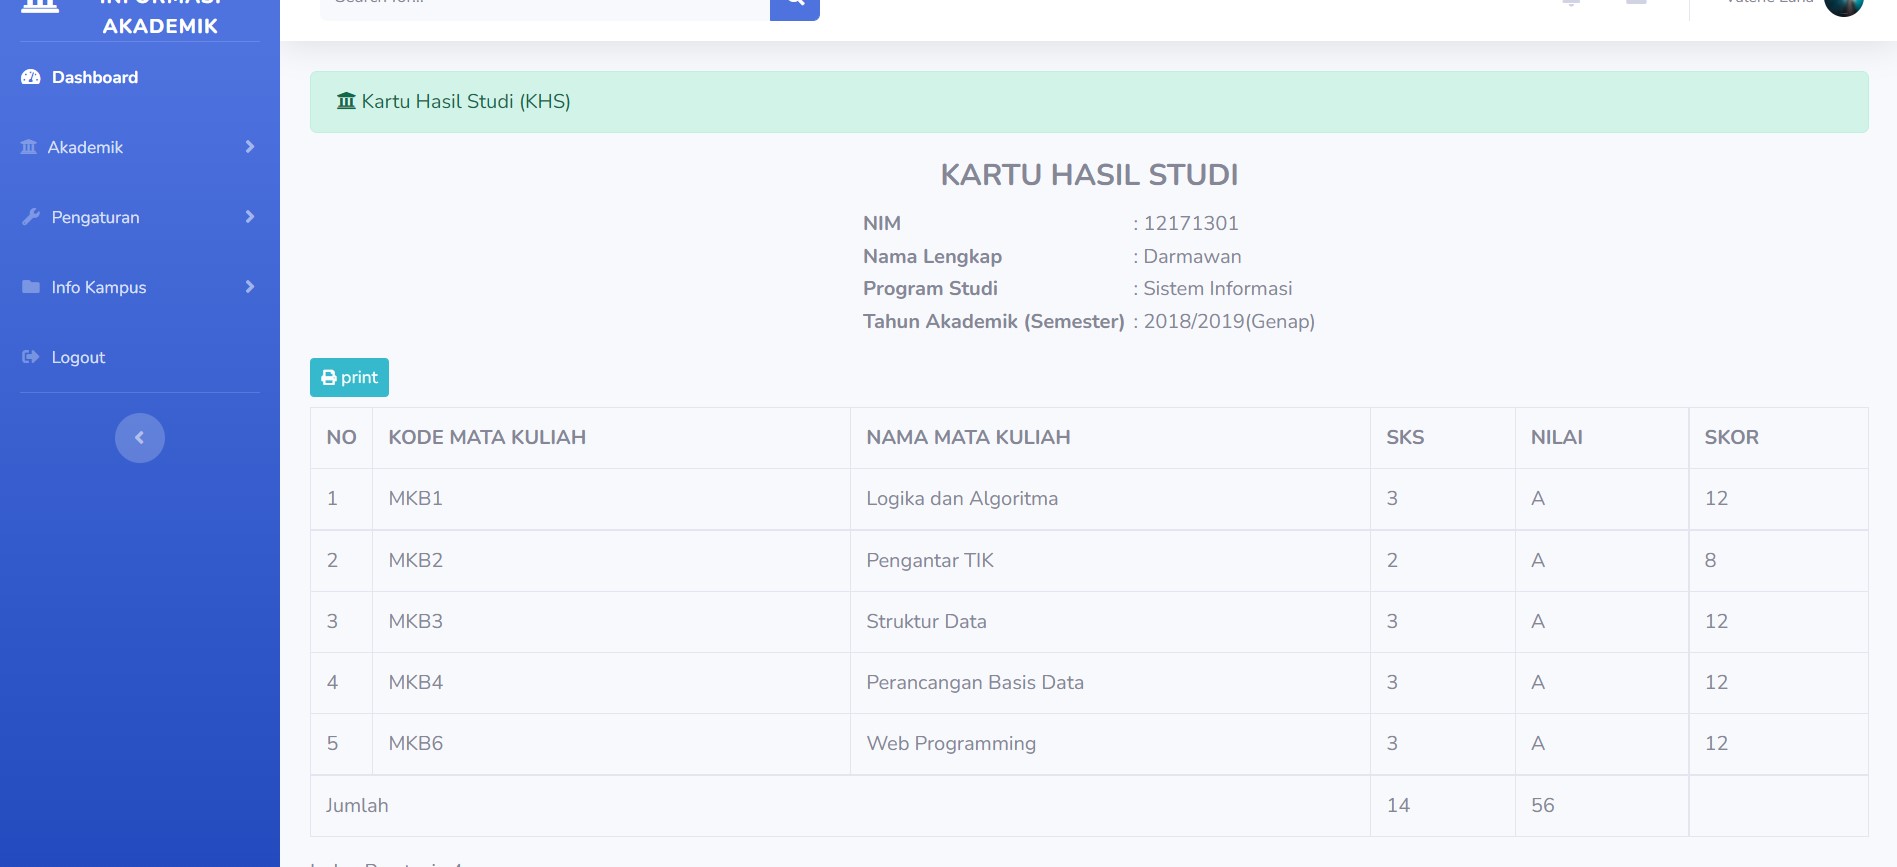 AKADEMIK
Dashboard
Akademik
Pengaturan
Info Kampus
Logout
Kartu Hasil Studi (KHS)
KARTU HASIL STUDI
NIM : 12171301
Nama Lengkap : Darmawan
Program Studi : Sistem Informasi
Tahun Akademik (Semester) : 2018/2019(Genap)
print
NO KODE MATA KULIAH NAMA MATA KULIAH SKS NILAI SKOR
1 MKB1 Logika dan Algoritma 3 A 12
2 MKB2 Pengantar TIK 2 A 8
3 MKB3 Struktur Data 3 A 12
4 MKB4 Perancangan Basis Data 3 A 12
5 MKB6 Web Programming 3 A 12
Jumlah 14 56